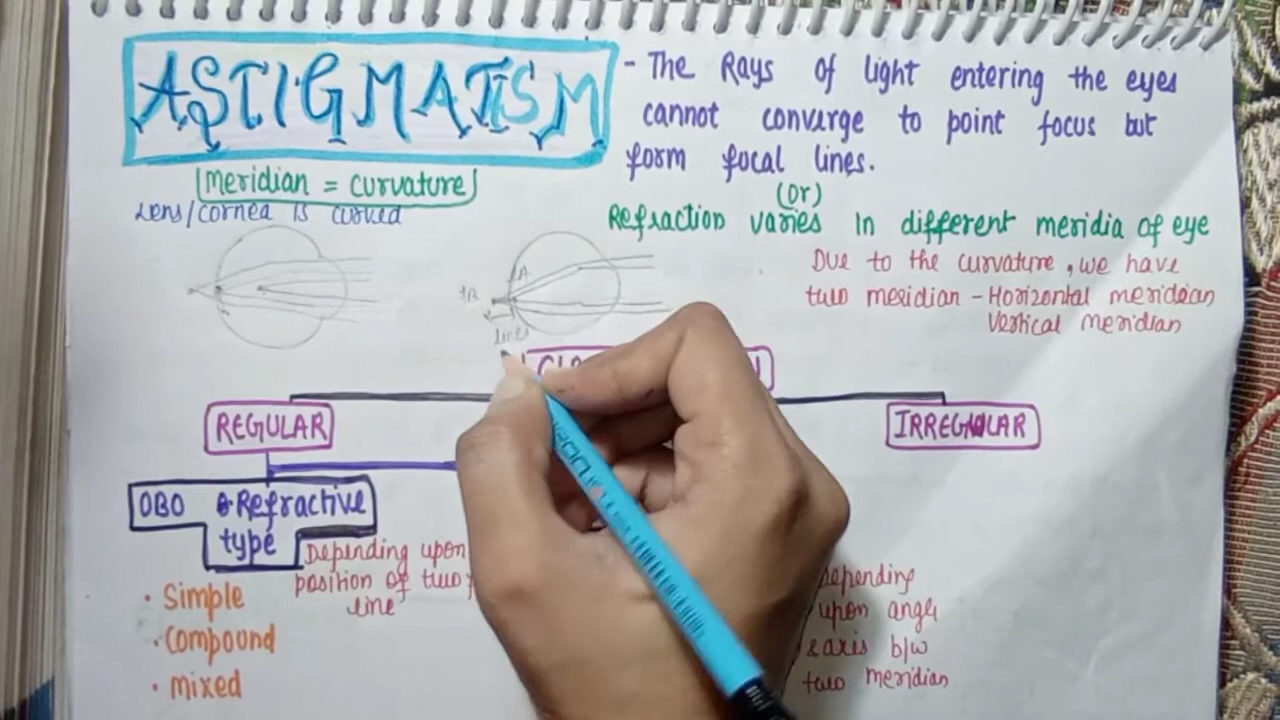 ASTIGMATISM
- The Rays of light entering the eyes
cannot converge to point focus but
form focal lines.
(Meridian = curvature)
Lens/cornea is curved
(Or)
Refraction varies in different meridia of eye
Due to the curvature, we have
two meridian - Horizontal meridian
Vertical meridian
lines
REGULAR
IRREGULAR
OBO Refractive
type
Depending upon
position of two
line
• Simple
• Compound
• mixed
Depending
upon angle
axis b/w
two meridian